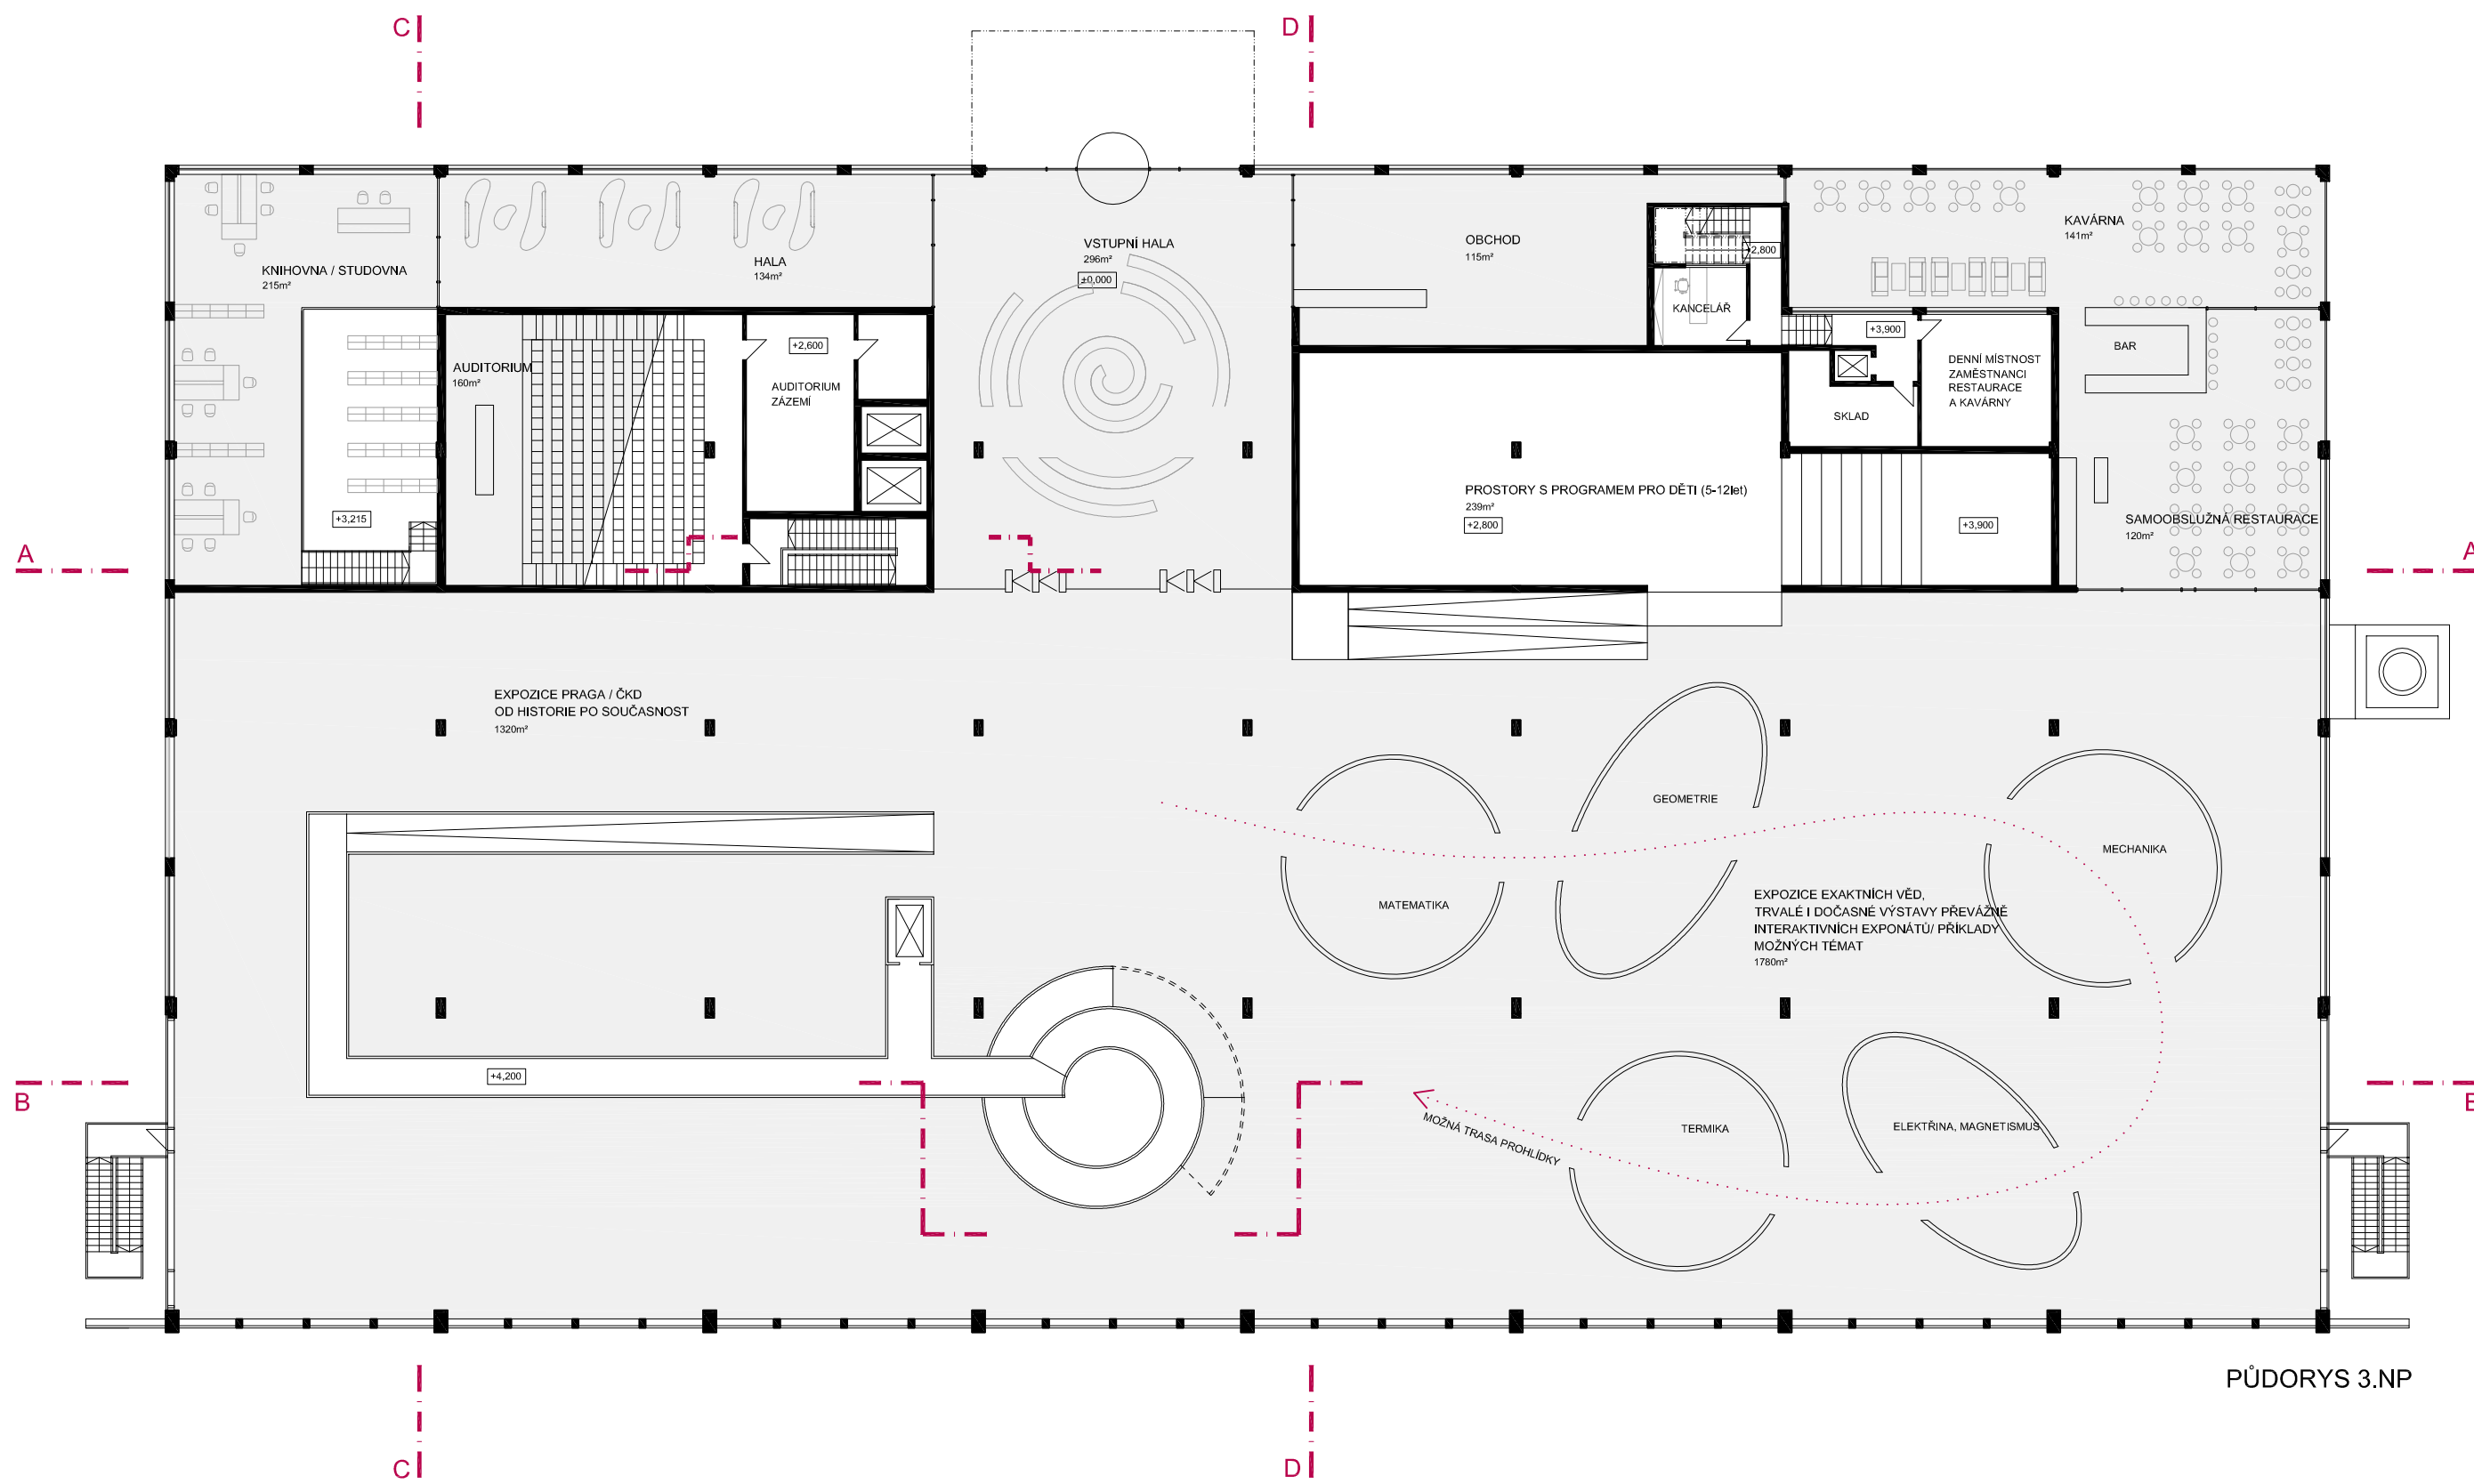 C
D
KNIHOVNA / STUDOVNA
215m²
HALA
134m²
VSTUPNÍ HALA
296m²
±0,000
OBCHOD
115m²
KANCELÁŘ
KAVÁRNA
141m²
+3,900
BAR
DENNÍ MÍSTNOST
ZAMĚSTNANCI
RESTAURACE
A KAVÁRNY
SKLAD
AUDITORIUM
160m²
+2,600
AUDITORIUM
ZÁZEMÍ
+3,215
PROSTORY S PROGRAMEM PRO DĚTI (5-12let)
239m²
+2,800
+3,900
SAMOOBSLUŽNÁ RESTAURACE
120m²
A
A
EXPOZICE PRAGA / ČKD
OD HISTORIE PO SOUČASNOST
1320m²
GEOMETRIE
MECHANIKA
MATEMATIKA
EXPOZICE EXAKTNÍCH VĚD,
TRVALÉ I DOČASNÉ VÝSTAVY PŘEVÁŽNĚ
INTERAKTIVNÍCH EXPONÁTŮ/ PŘÍKLADY
MOŽNÝCH TÉMAT
1780m²
+4,200
B
B
MOŽNÁ TRASA PROHLÍDKY
TERMIKA
ELEKTŘINA, MAGNETISMUS
PŮDORYS 3.NP
C
D